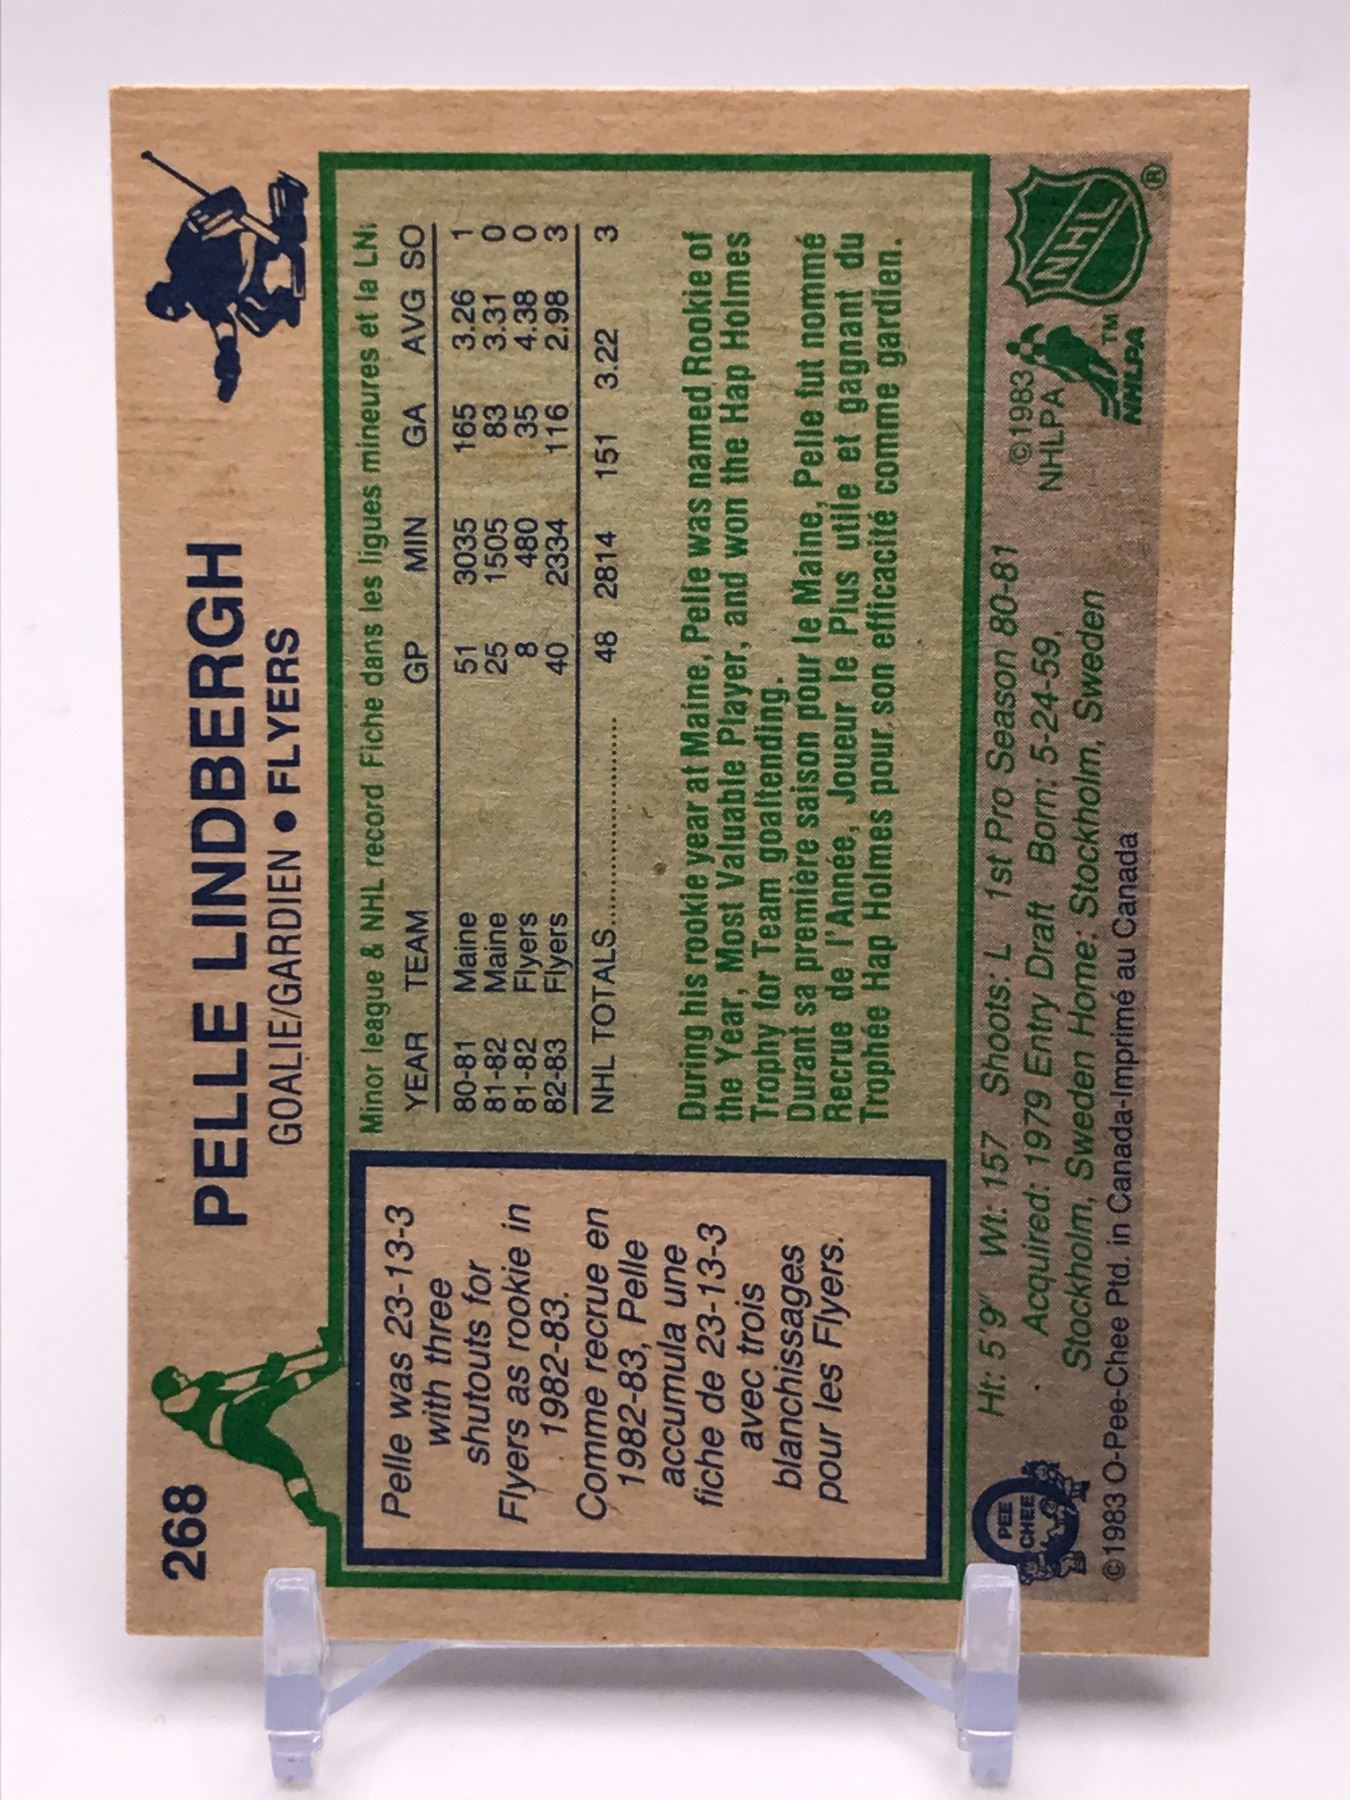 268
PELLE LINDBERGH
GOALIE/GARDIEN • FLYERS
Pelle was 23-13-3
with three
shutouts for
Flyers as rookie in
1982-83.
Comme recrue en
1982-83, Pelle
accumula une
fiche de 23-13-3
avec trois
blanchissages
pour les Flyers.
Minor league & NHL record Fiche dans les ligues mineures et la LNI
YEAR TEAM GP MIN GA AVG SO
80-81 Maine 51 3035 165 3.26 1
81-82 Maine 25 1505 83 3.31 0
81-82 Flyers 8 480 35 4.38 0
82-83 Flyers 40 2334 116 2.98 3
NHL TOTALS.................... 48 2814 151 3.22 3
During his rookie year at Maine, Pelle was named Rookie of
the Year, Most Valuable Player, and won the Hap Holmes
Trophy for Team goaltending.
Durant sa première saison pour le Maine, Pelle fut nommé
Recrue de l'Année, Joueur le Plus utile et gagnant du
Trophée Hap Holmes pour son efficacité comme gardien.
PEE
CHEE
Ht: 5'9" Wt: 157 Shoots: L 1st Pro Season 80-81
Acquired: 1979 Entry Draft Born: 5-24-59,
Stockholm, Sweden Home: Stockholm, Sweden
©1983 O-Pee-Chee Ptd. in Canada-Imprimé au Canada
©1983
NHLPA
NHLPA
TM
NHL
®